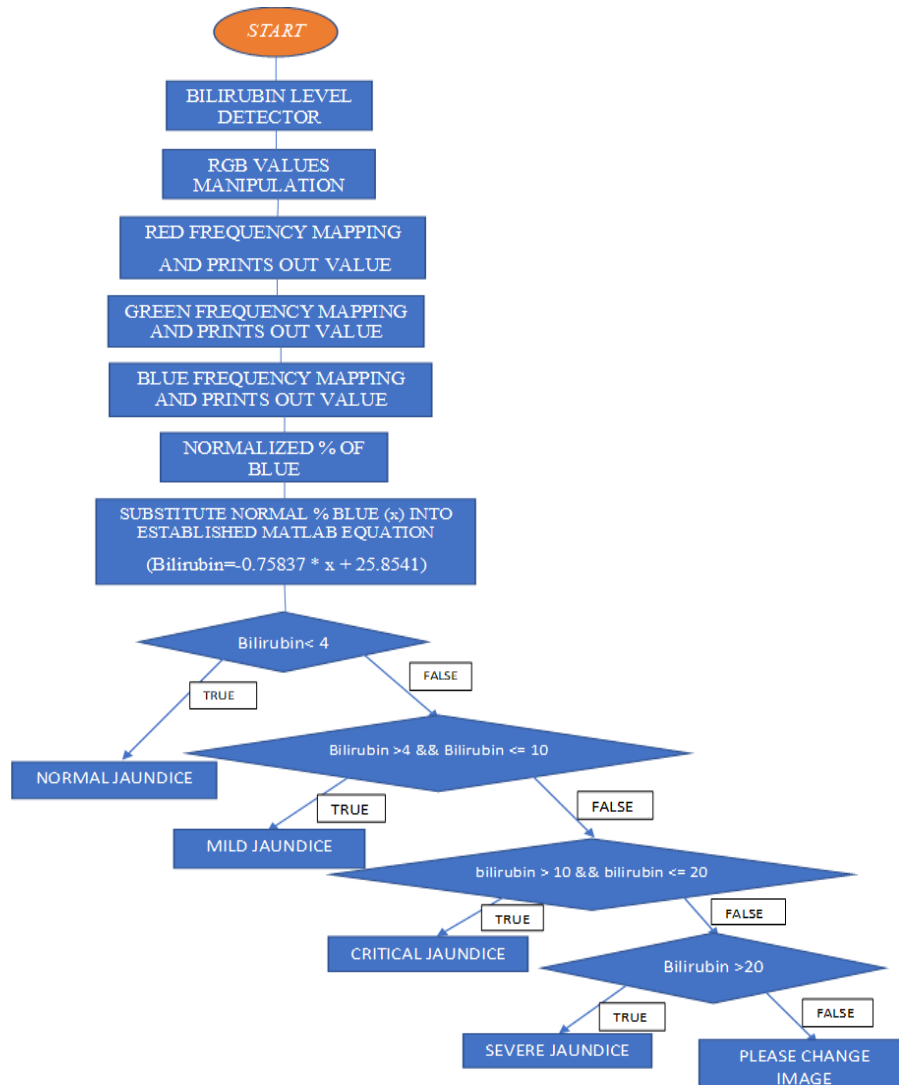 START
BILIRUBIN LEVEL
DETECTOR
RGB VALUES
MANIPULATION
RED FREQUENCY MAPPING
AND PRINTS OUT VALUE
GREEN FREQUENCY MAPPING
AND PRINTS OUT VALUE
BLUE FREQUENCY MAPPING
AND PRINTS OUT VALUE
NORMALIZED % OF
BLUE
SUBSTITUTE NORMAL % BLUE (x) INTO
ESTABLISHED MATLAB EQUATION
(Bilirubin=-0.75837 * x + 25.8541)
Bilirubin< 4
TRUE
FALSE
NORMAL JAUNDICE
Bilirubin >4 && Bilirubin <= 10
TRUE
FALSE
MILD JAUNDICE
bilirubin > 10 && bilirubin <= 20
TRUE
FALSE
CRITICAL JAUNDICE
Bilirubin >20
TRUE
FALSE
SEVERE JAUNDICE
PLEASE CHANGE
IMAGE